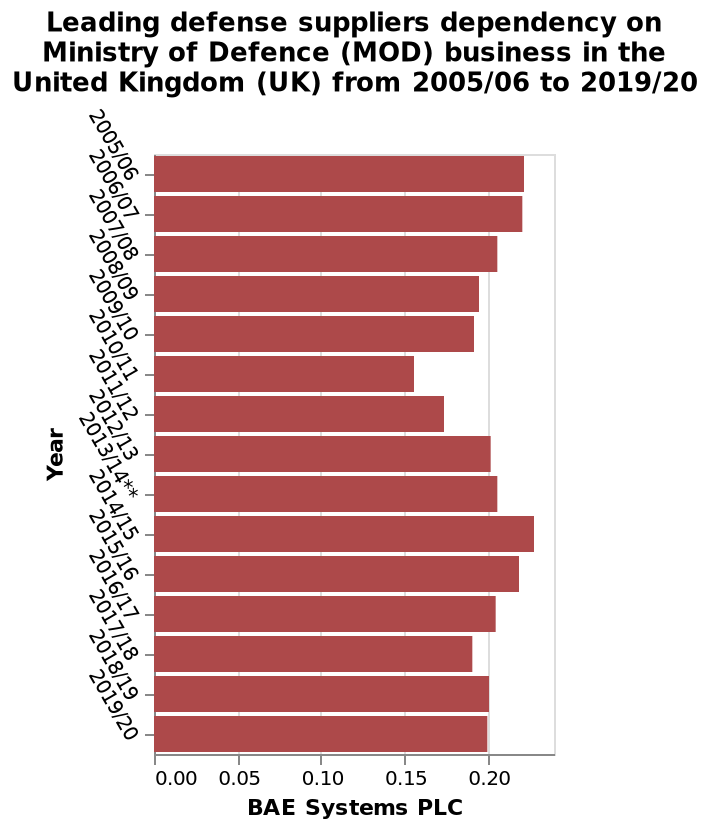 Leading defense suppliers dependency on
Ministry of Defence (MOD) business in the
United Kingdom (UK) from 2005/06 to 2019/20
2005/06
2006/07
2007/08
2008/09
2009/10
2010/11
2011/12
2012/13
2013/14**
2014/15
2015/16
2016/17
2017/18
2018/19
2019/20
Year
0.00 0.05 0.10 0.15 0.20
BAE Systems PLC